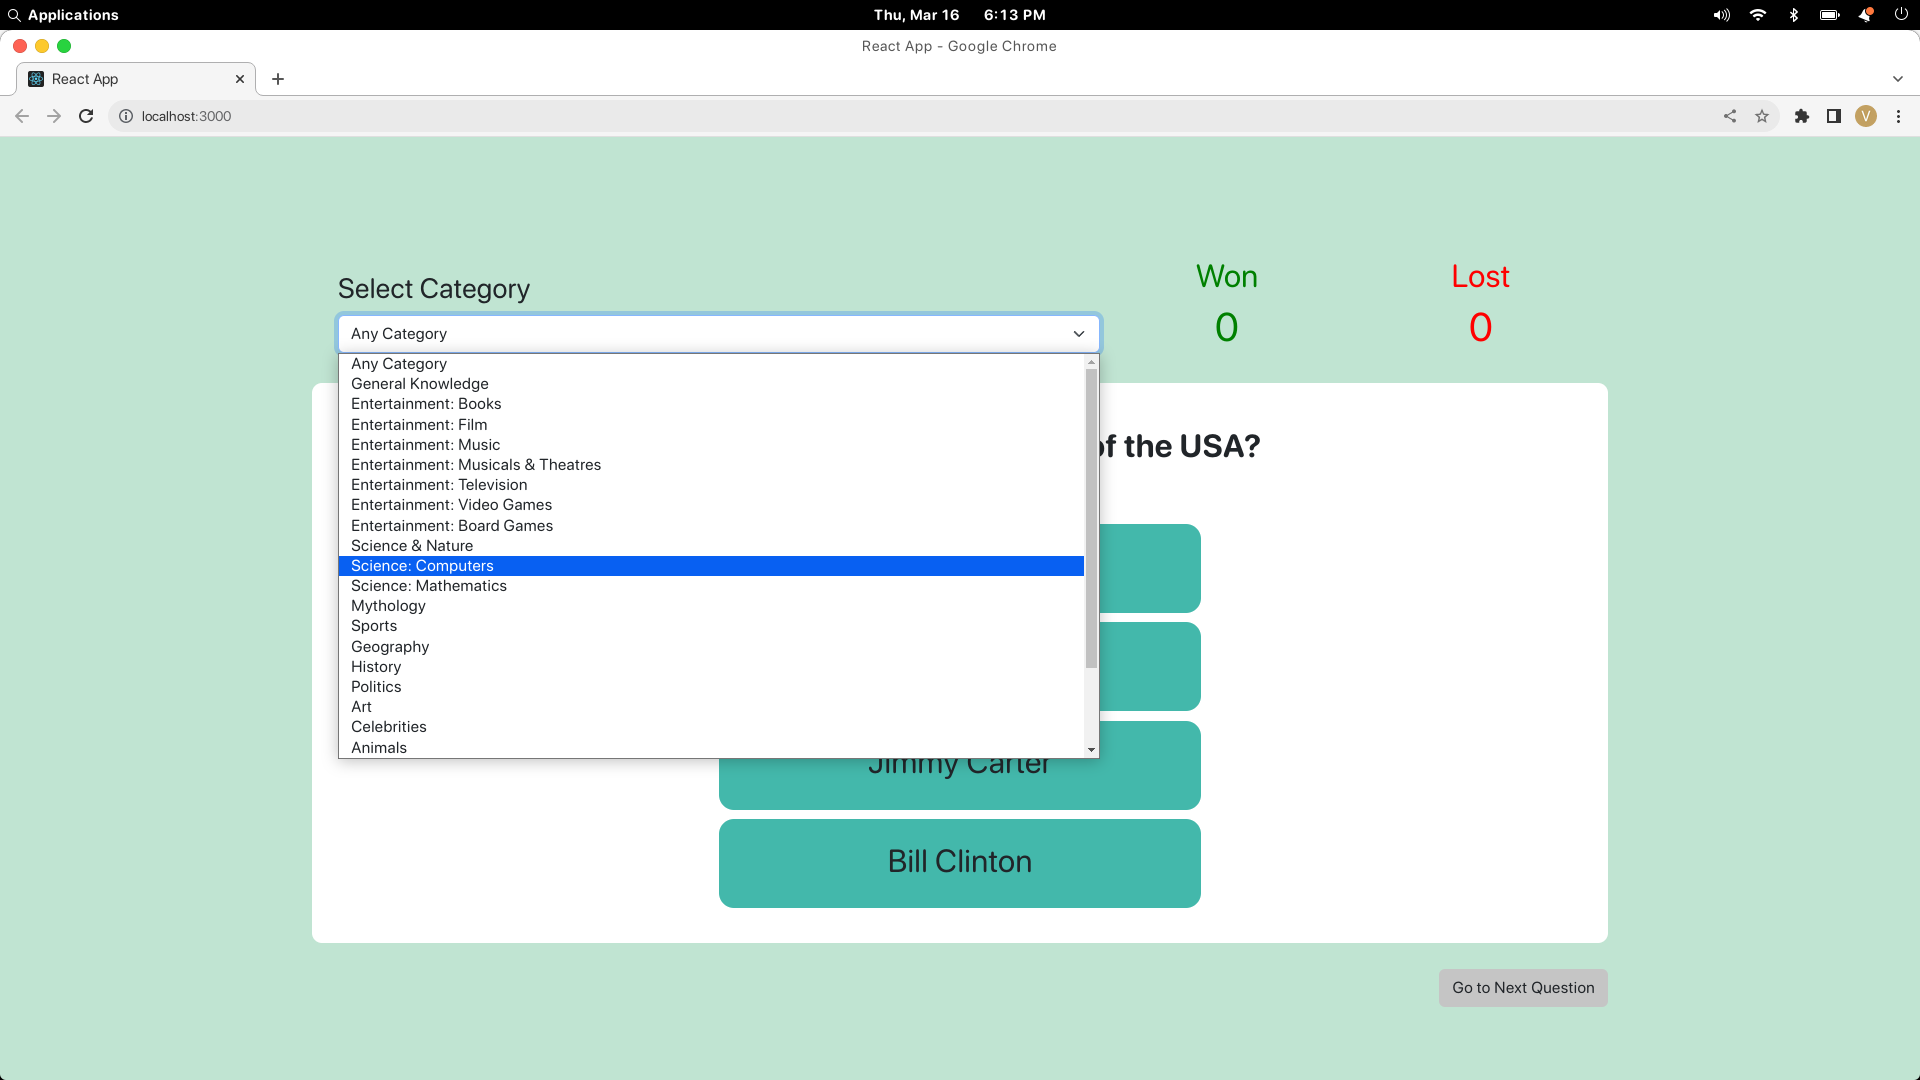 Applications
Thu, Mar 16 6:13 PM
React App - Google Chrome
React App
localhost:3000
V
Select Category
Won
Lost
Any Category
0
0
Any Category
General Knowledge
Entertainment: Books
Entertainment: Film
Entertainment: Music
Entertainment: Musicals & Theatres
Entertainment: Television
Entertainment: Video Games
Entertainment: Board Games
Science & Nature
Science: Computers
Science: Mathematics
Mythology
Sports
Geography
History
Politics
Art
Celebrities
Animals
of the USA?
Jimmy Carter
Bill Clinton
Go to Next Question